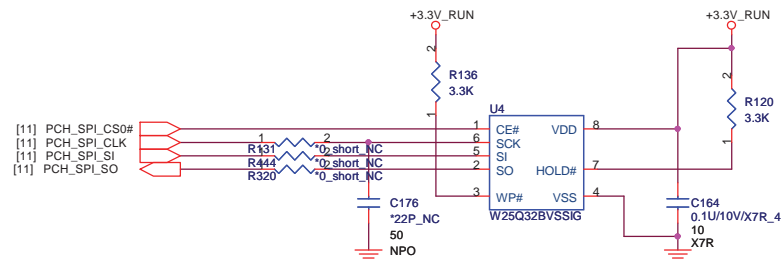 +3.3V_RUN
+3.3V_RUN
2
R136
3.3K
1
2
R120
3.3K
1
U4
[11] PCH_SPI_CS0#
[11] PCH_SPI_CLK
[11] PCH_SPI_SI
[11] PCH_SPI_SO
1 CE# VDD 8
1 R131 2 *0_short_NC 6 SCK
R444 *0_short_NC 5 SI
1 R320 2 *0_short_NC 2 SO HOLD# 7
3 WP# VSS 4
W25Q32BVSSIG
C176
*22P_NC
50
NPO
C164
0.1U/10V/X7R_4
10
X7R